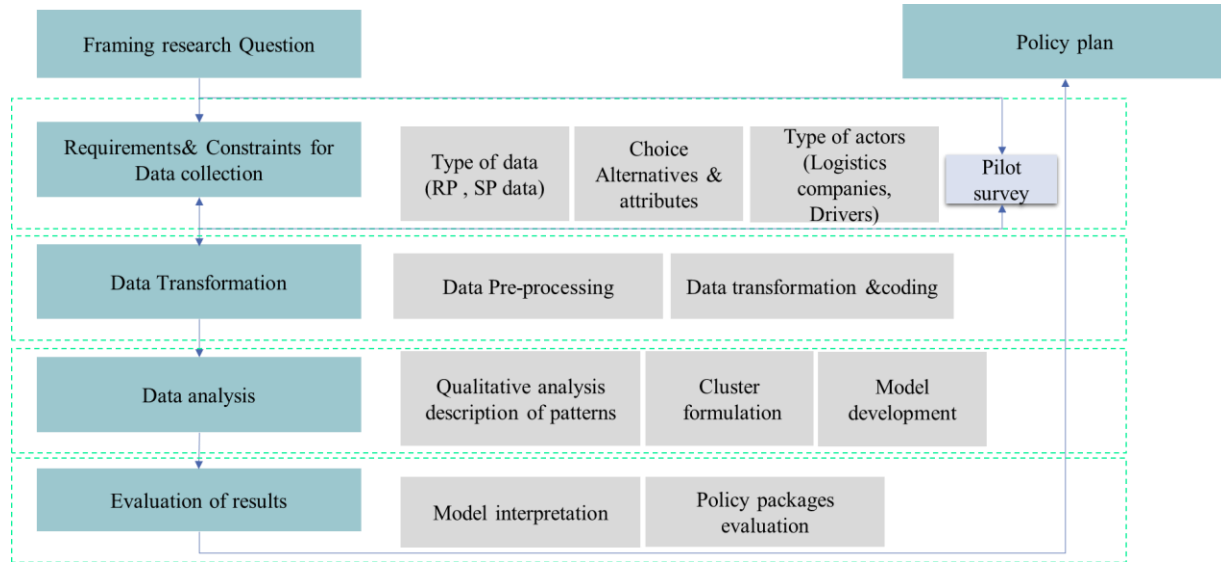 Framing research Question
Policy plan
Requirements& Constraints for
Data collection
Type of data
(RP , SP data)
Choice
Alternatives &
attributes
Type of actors
(Logistics
companies,
Drivers)
Pilot
survey
Data Transformation
Data Pre-processing
Data transformation &coding
Data analysis
Qualitative analysis
description of patterns
Cluster
formulation
Model
development
Evaluation of results
Model interpretation
Policy packages
evaluation